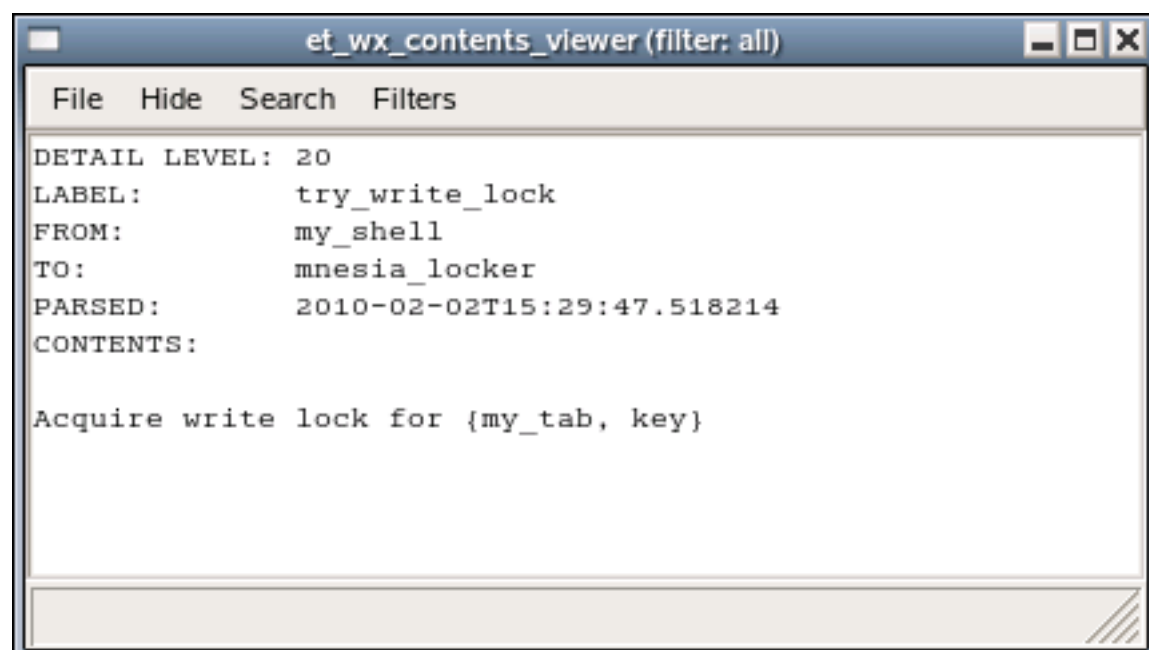 et_wx_contents_viewer (filter: all)
File Hide Search Filters
DETAIL LEVEL: 20
LABEL: try_write_lock
FROM: my_shell
TO: mnesia_locker
PARSED: 2010-02-02T15:29:47.518214
CONTENTS:
Acquire write lock for {my_tab, key}